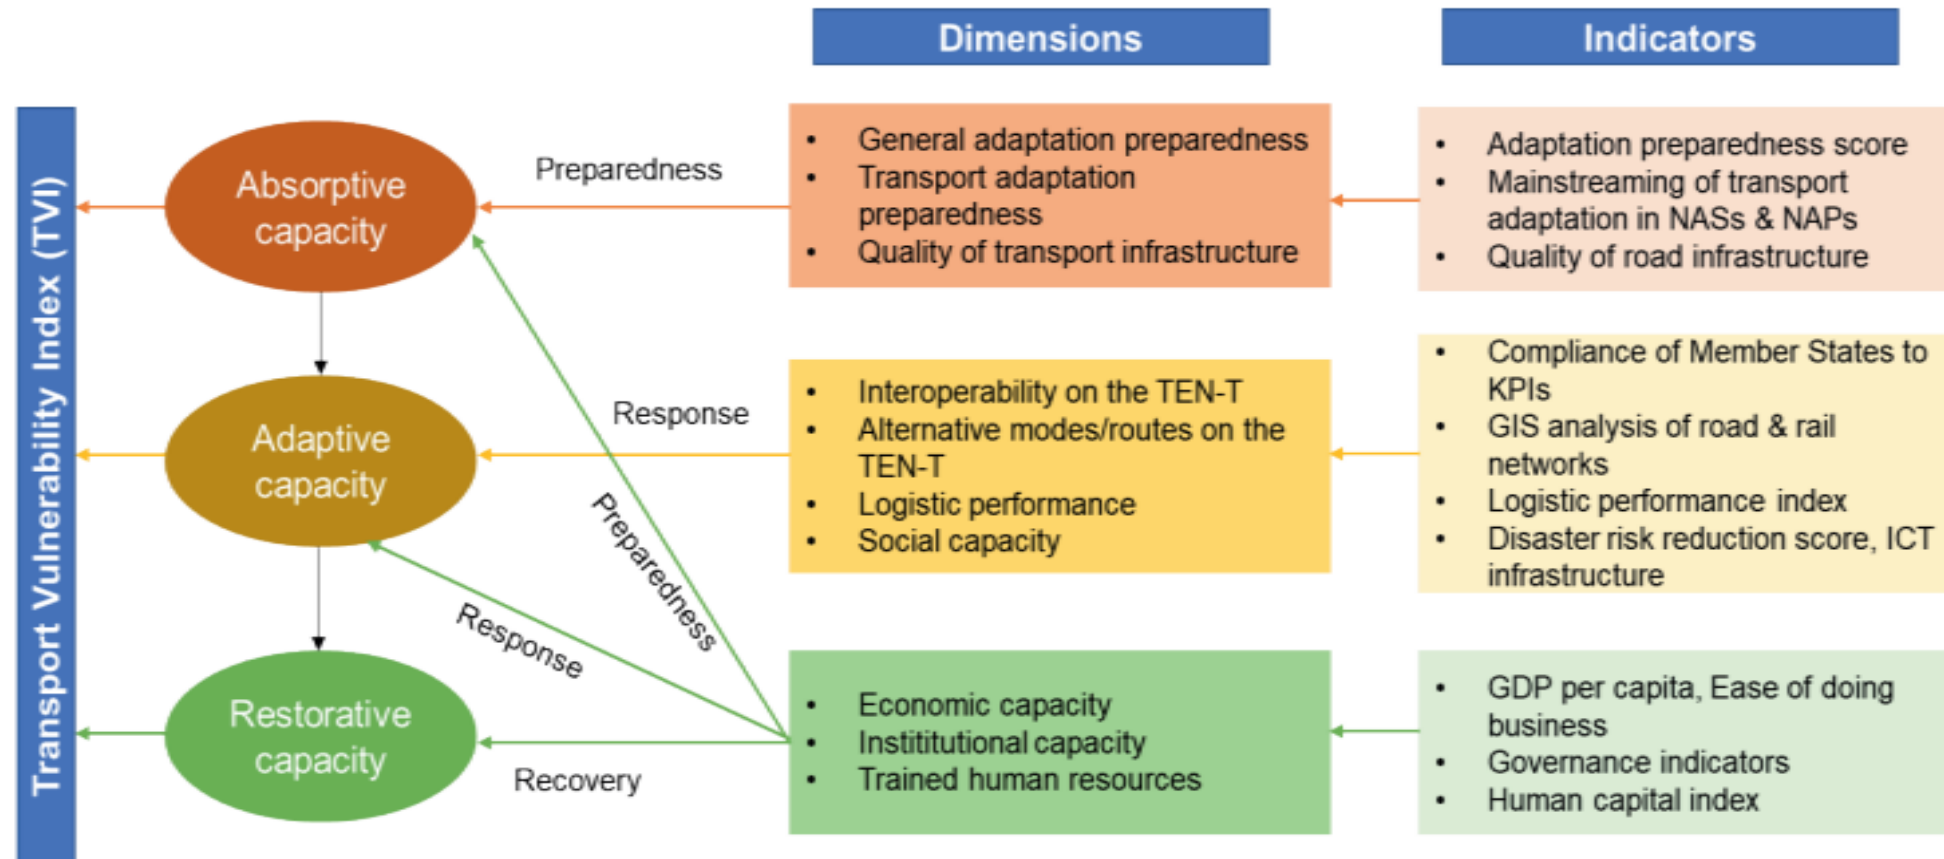 Dimensions
Indicators
Transport Vulnerability Index (TVI)
Absorptive
capacity
Preparedness
• General adaptation preparedness
• Transport adaptation
preparedness
• Quality of transport infrastructure
• Adaptation preparedness score
• Mainstreaming of transport
adaptation in NASs & NAPs
• Quality of road infrastructure
Adaptive
capacity
Response
• Interoperability on the TEN-T
• Alternative modes/routes on the
TEN-T
• Logistic performance
• Social capacity
• Compliance of Member States to
KPIs
• GIS analysis of road & rail
networks
• Logistic performance index
• Disaster risk reduction score, ICT
infrastructure
Preparedness
Response
Restorative
capacity
Recovery
• Economic capacity
• Instititutional capacity
• Trained human resources
• GDP per capita, Ease of doing
business
• Governance indicators
• Human capital index